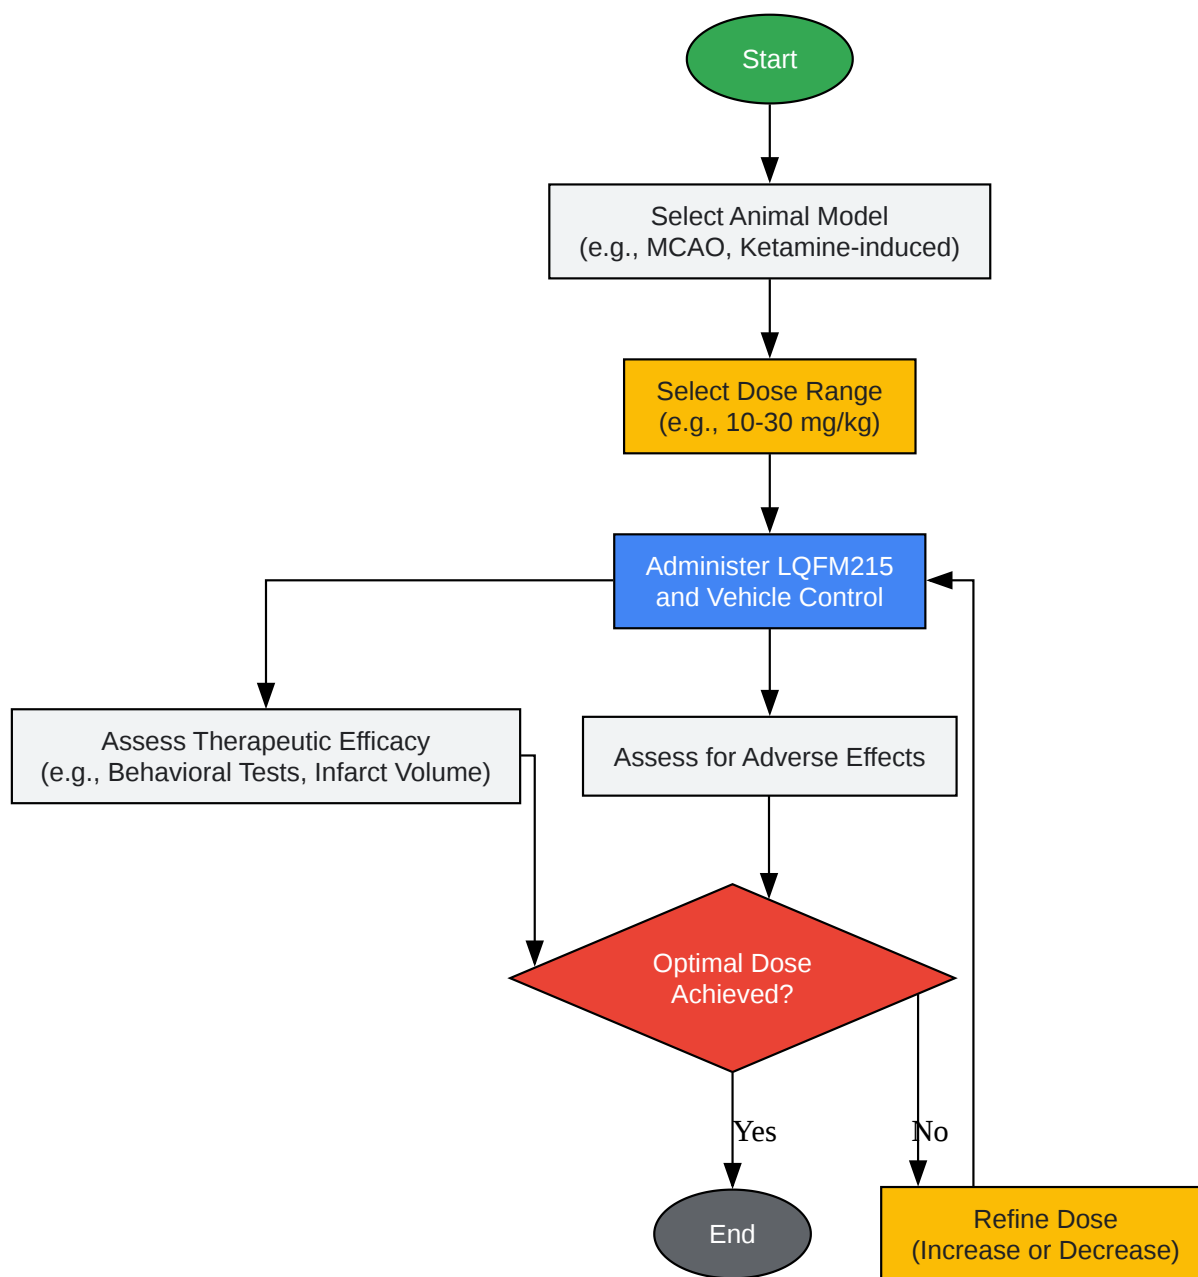 Start
Select Animal Model
(e.g., MCAO, Ketamine-induced)
Select Dose Range
(e.g., 10-30 mg/kg)
Administer LQFM215
and Vehicle Control
Assess Therapeutic Efficacy
(e.g., Behavioral Tests, Infarct Volume)
Assess for Adverse Effects
Optimal Dose
Achieved?
Yes
No
End
Refine Dose
(Increase or Decrease)